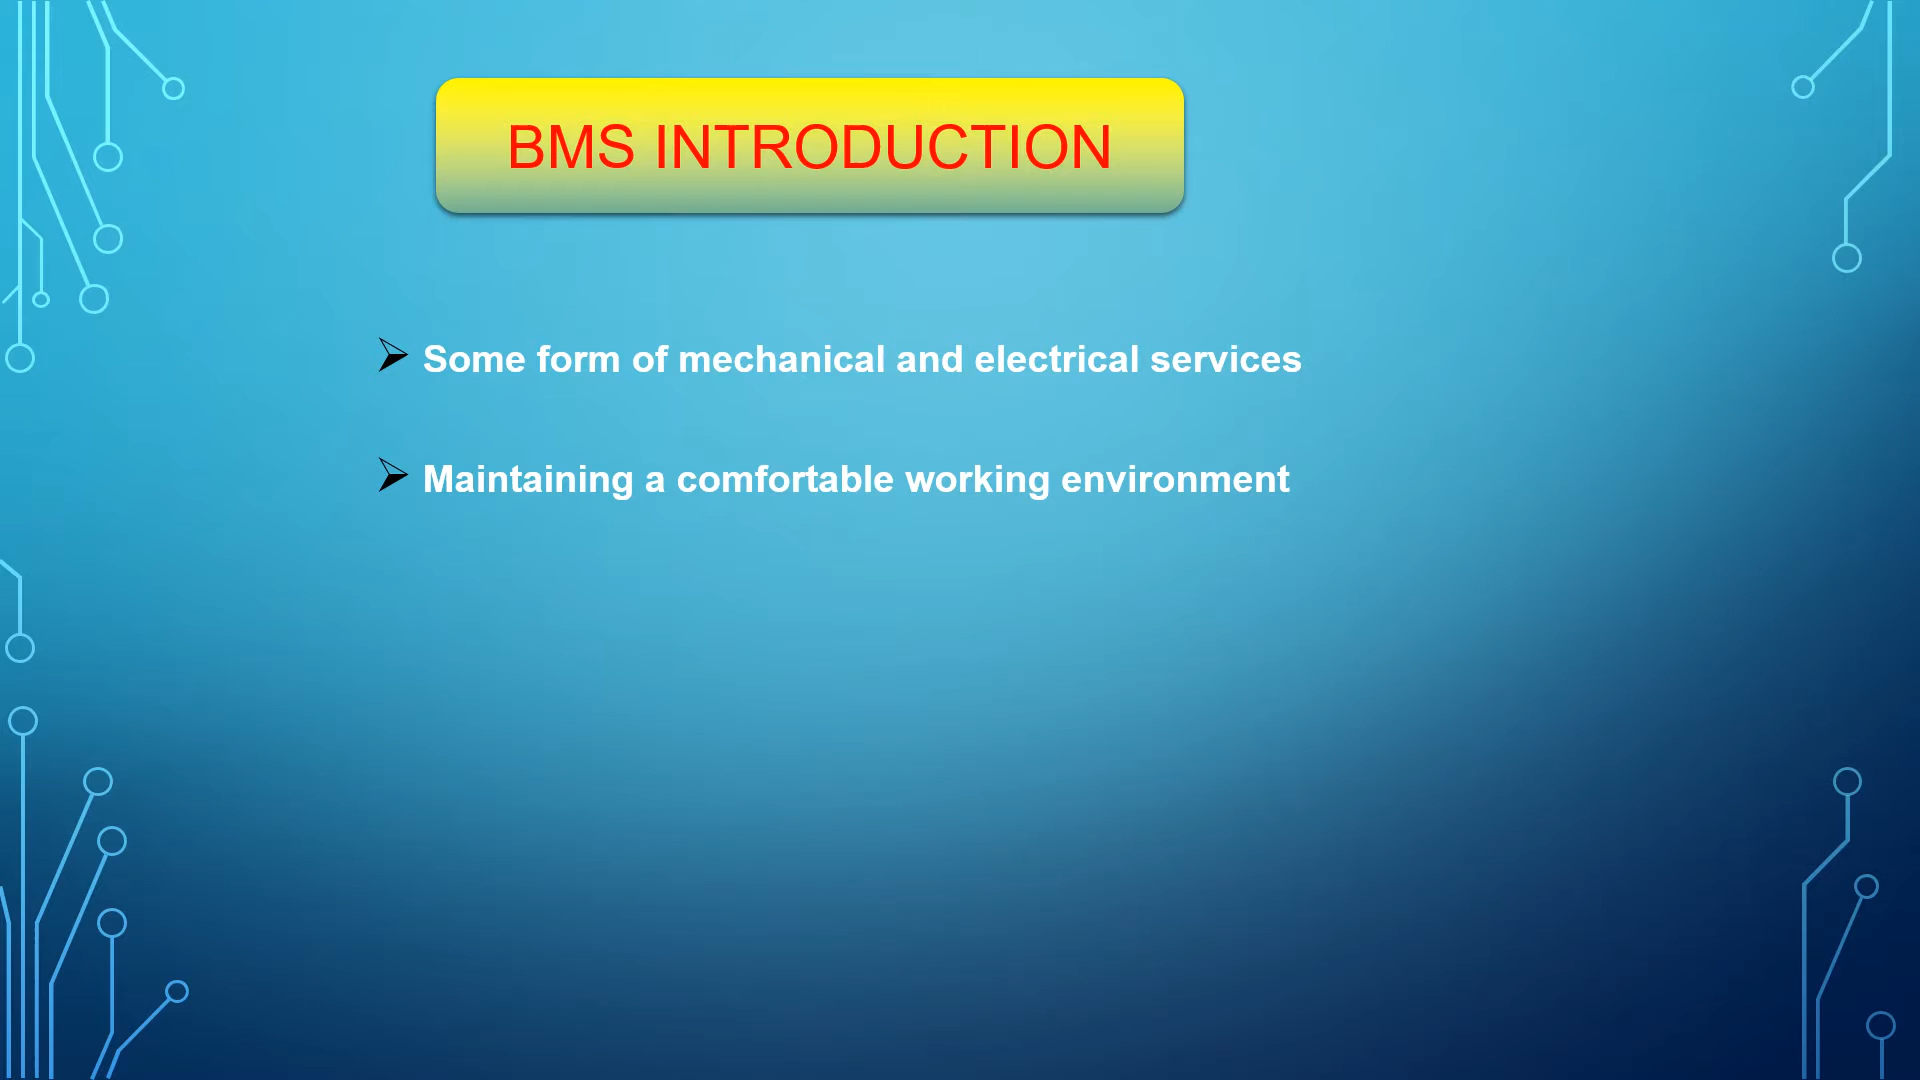 BMS INTRODUCTION
Some form of mechanical and electrical services
Maintaining a comfortable working environment